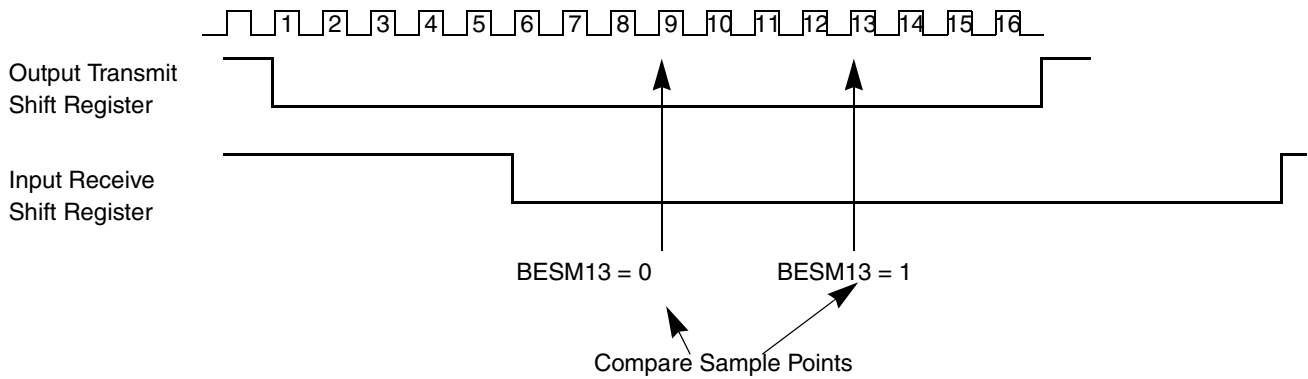 1 2 3 4 5 6 7 8 9 10 11 12 13 14 15 16
Output Transmit
Shift Register
Input Receive
Shift Register
BESM13 = 0 BESM13 = 1
Compare Sample Points